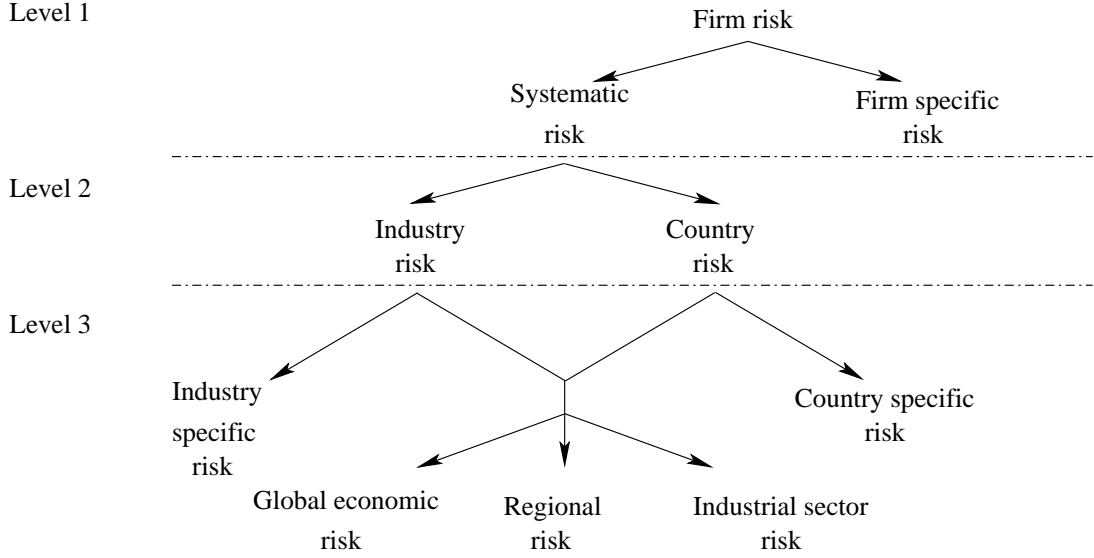 Level 1
Firm risk
Systematic
risk
Firm specific
risk
Level 2
Industry
risk
Country
risk
Level 3
Industry
specific
risk
Country specific
risk
Global economic
risk
Regional
risk
Industrial sector
risk